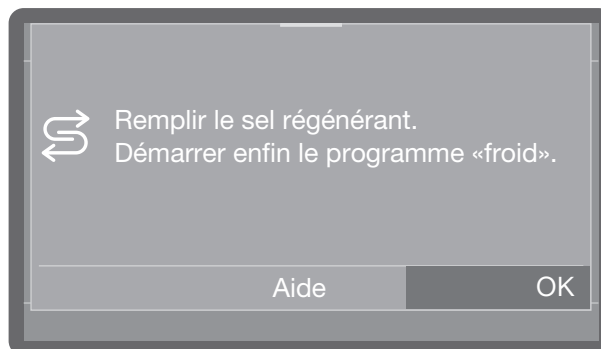 Remplir le sel régénérant.
Démarrer enfin le programme «froid».
Aide
OK